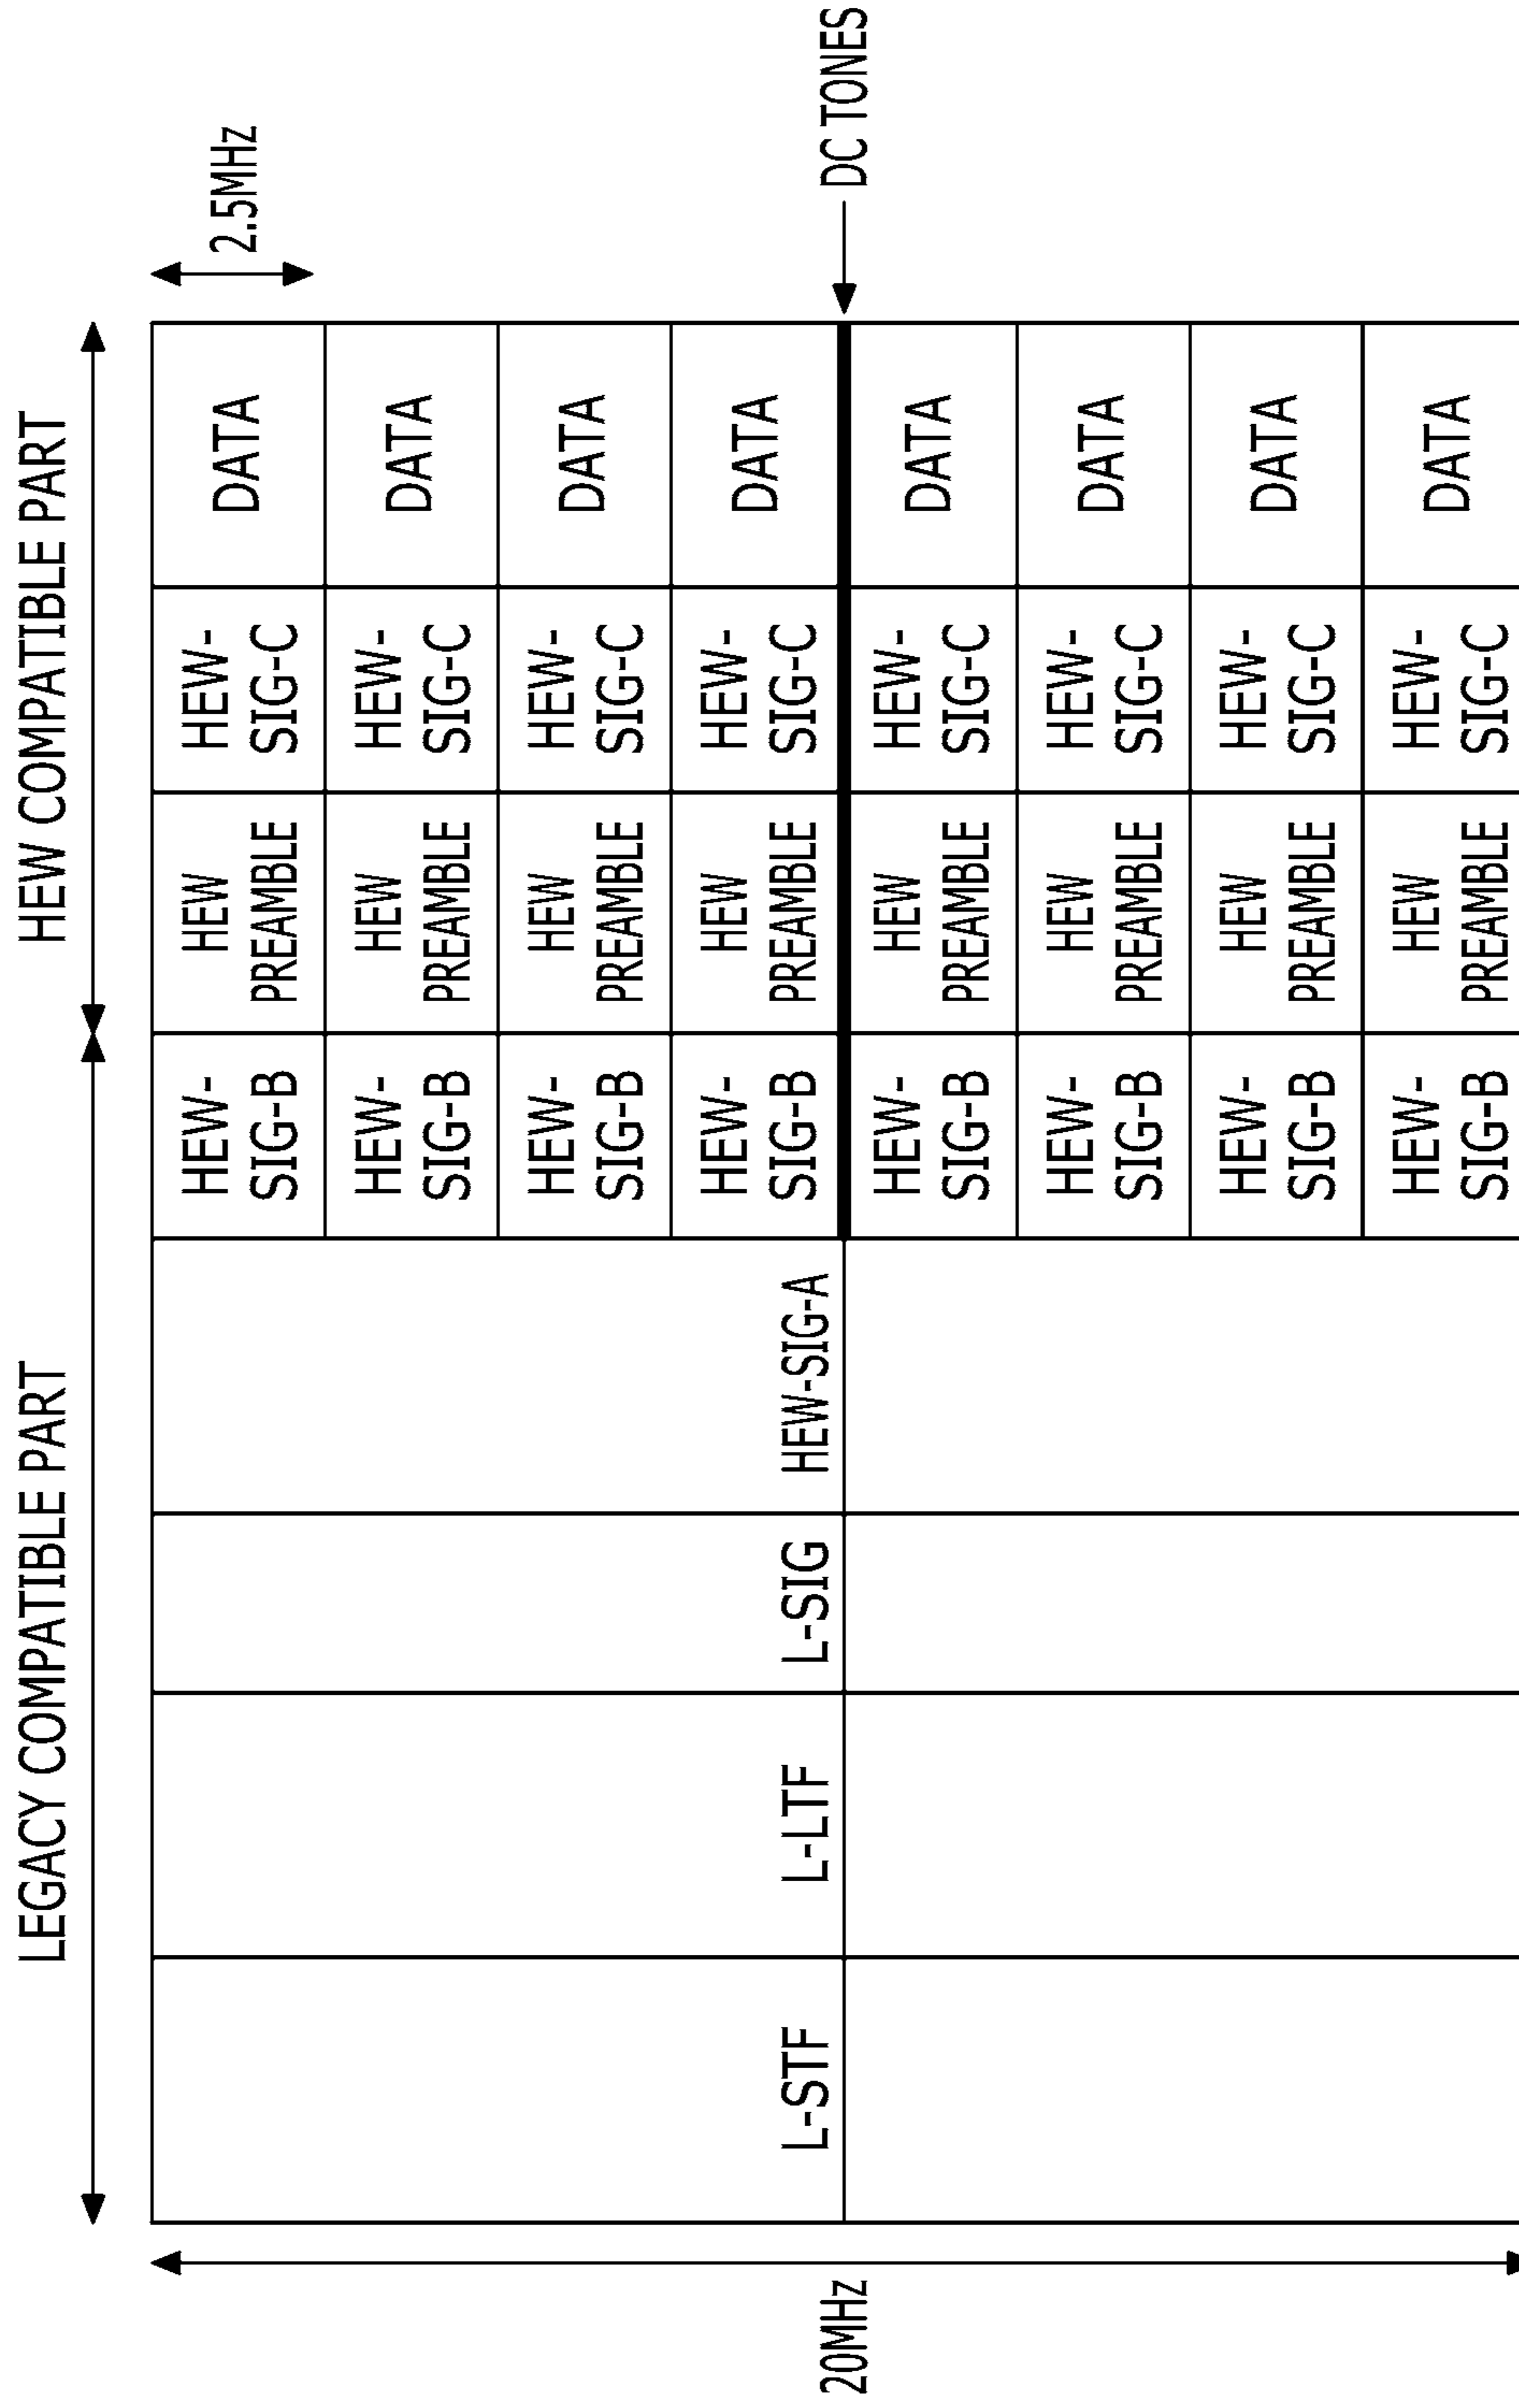 LEGACY COMPATIBLE PART
HEW COMPATIBLE PART
2.5MHz
20MHz
L-STF
L-LTF
L-SIG
HEW-SIG-A
HEW-
SIG-B
HEW
PREAMBLE
HEW-
SIG-C
DATA
HEW-
SIG-B
HEW
PREAMBLE
HEW-
SIG-C
DATA
HEW-
SIG-B
HEW
PREAMBLE
HEW-
SIG-C
DATA
HEW-
SIG-B
HEW
PREAMBLE
HEW-
SIG-C
DATA
DC TONES
HEW-
SIG-B
HEW
PREAMBLE
HEW-
SIG-C
DATA
HEW-
SIG-B
HEW
PREAMBLE
HEW-
SIG-C
DATA
HEW-
SIG-B
HEW
PREAMBLE
HEW-
SIG-C
DATA
HEW-
SIG-B
HEW
PREAMBLE
HEW-
SIG-C
DATA